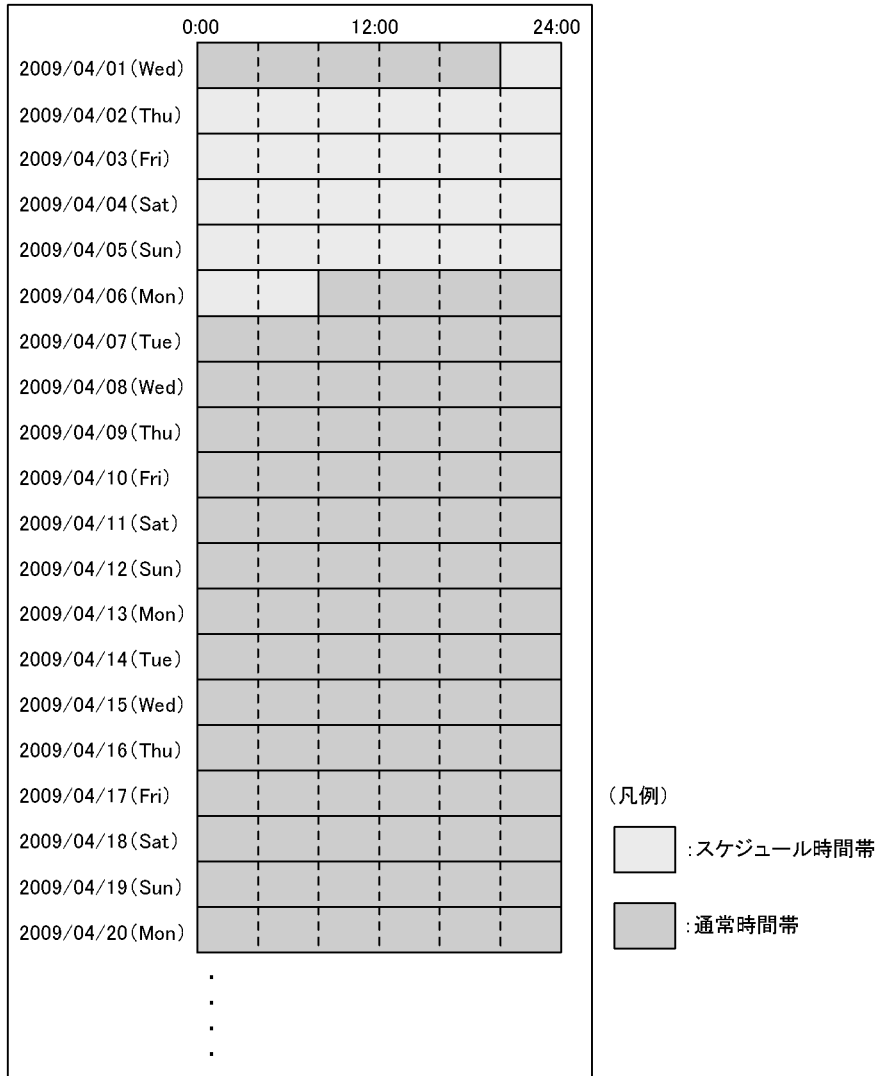 0:00 12:00 24:00
2009/04/01(Wed)
2009/04/02(Thu)
2009/04/03(Fri)
2009/04/04(Sat)
2009/04/05(Sun)
2009/04/06(Mon)
2009/04/07(Tue)
2009/04/08(Wed)
2009/04/09(Thu)
2009/04/10(Fri)
2009/04/11(Sat)
2009/04/12(Sun)
2009/04/13(Mon)
2009/04/14(Tue)
2009/04/15(Wed)
2009/04/16(Thu)
2009/04/17(Fri)
2009/04/18(Sat)
2009/04/19(Sun)
2009/04/20(Mon)
(凡例)
:スケジュール時間帯
:通常時間帯